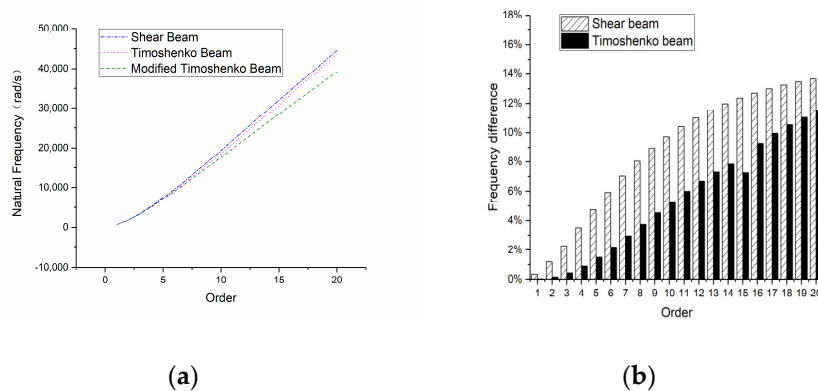 50,000
40,000
30,000
20,000
10,000
0
-10,000
Natural Frequency（rad/s）
Shear Beam
Timoshenko Beam
Modified Timoshenko Beam
0 5 10 15 20
Order
(a)
18%
16%
14%
12%
10%
8%
6%
4%
2%
0%
Frequency difference
Shear beam
Timoshenko beam
1 2 3 4 5 6 7 8 9 10 11 12 13 14 15 16 17 18 19 20
Order
(b)